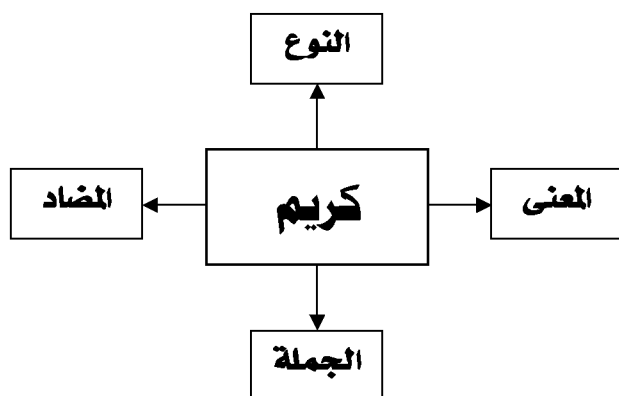 النوع
المعنى
كريم
المضاد
الجملة